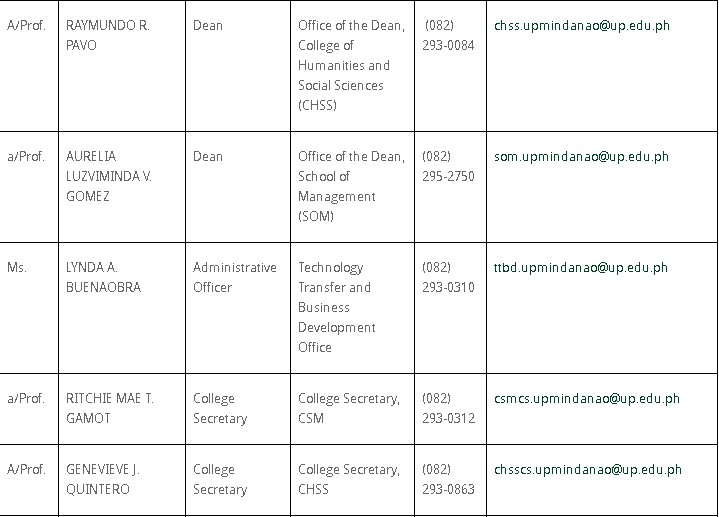 A/Prof. RAYMUNDO R. Dean Office of the Dean, (082) chss.upmindanao@up.edu.ph
PAVO College of 293-0084
Humanities and
Social Sciences
(CHSS)
a/Prof. AURELIA Dean Office of the Dean, (082) som.upmindanao@up.edu.ph
LUZVIMINDA V. School of 295-2750
GOMEZ Management
(SOM)
Ms. LYNDA A. Administrative Technology (082) ttbd.upmindanao@up.edu.ph
BUENAOBRA Officer Transfer and 293-0310
Business
Development
Office
a/Prof. RITCHIE MAE T. College College Secretary, (082) csmcs.upmindanao@up.edu.ph
GAMOT Secretary CSM 293-0312
A/Prof. GENEVIEVE J. College College Secretary, (082) chsscs.upmindanao@up.edu.ph
QUINTERO Secretary CHSS 293-0863